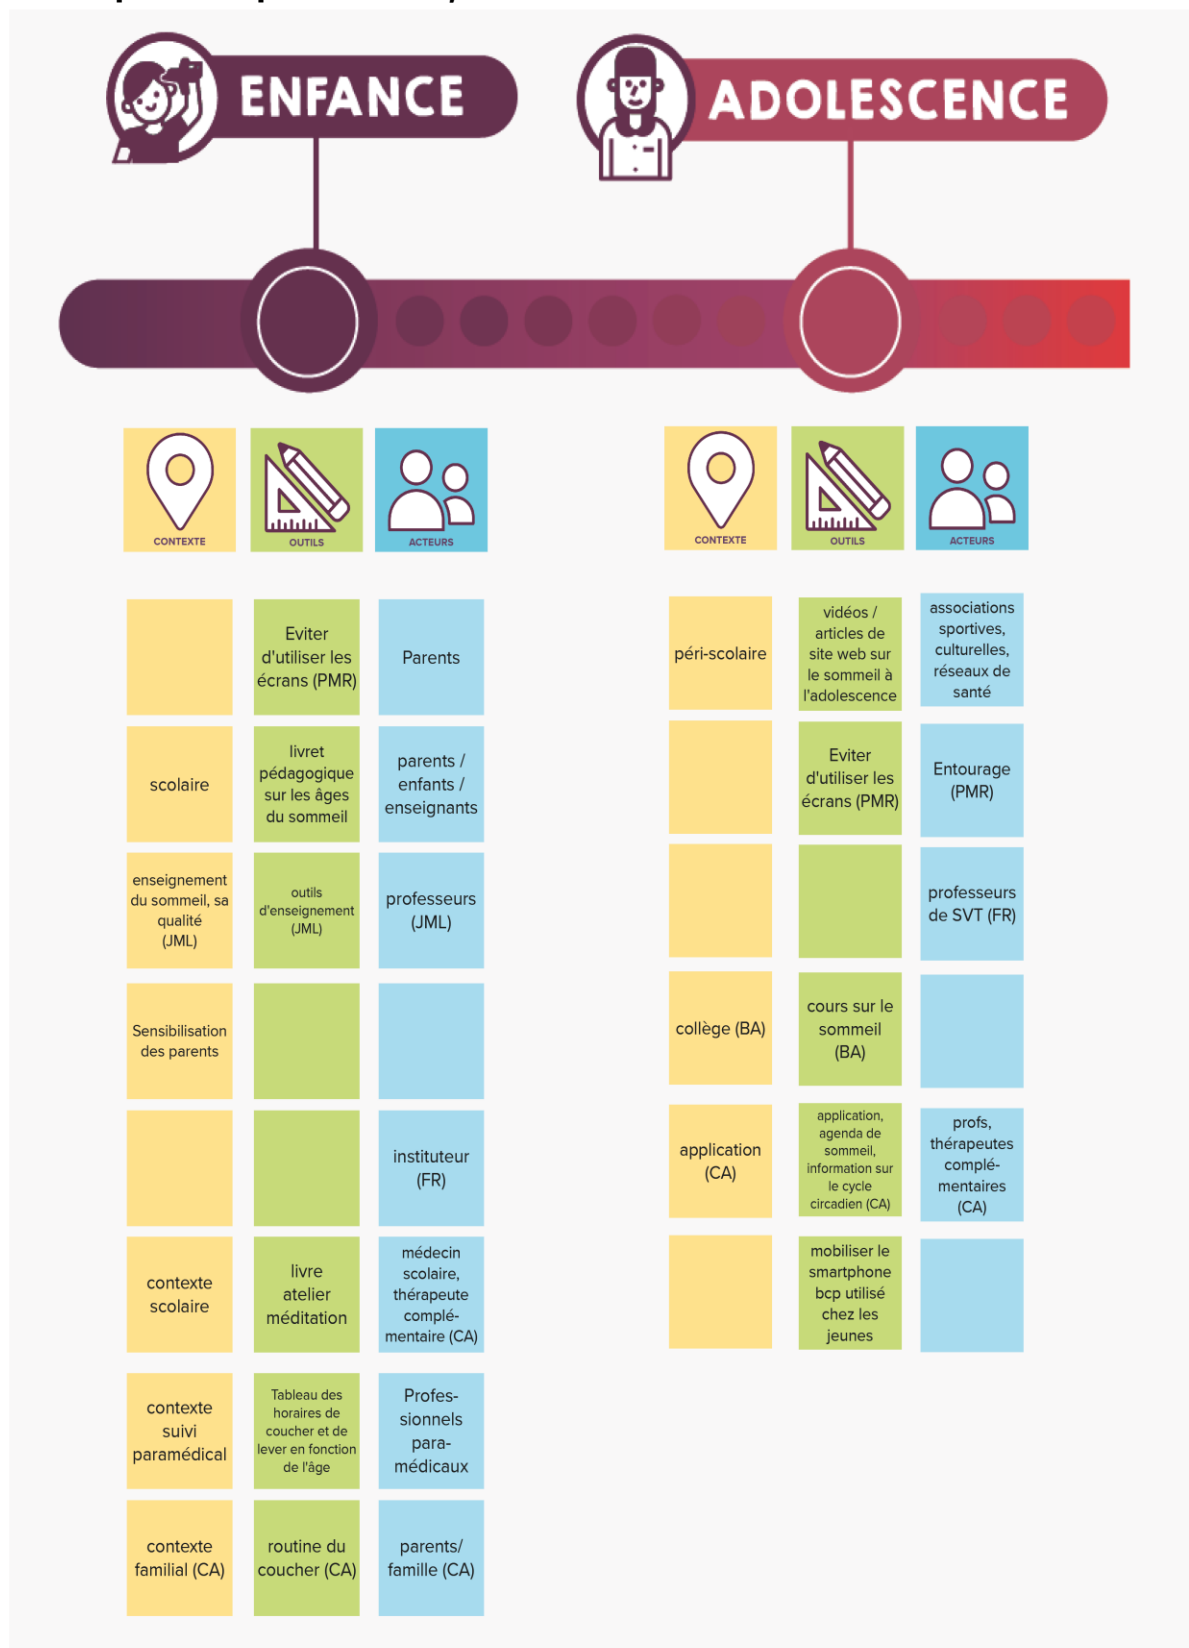 ENFANCE
ADOLESCENCE
CONTEXTE
OUTILS
ACTEURS
CONTEXTE
OUTILS
ACTEURS
Eviter
d'utiliser les
écrans (PMR)
Parents
scolaire
livret
pédagogique
sur les âges
du sommeil
parents /
enfants /
enseignants
enseignement
du sommeil, sa
qualité
(JML)
outils
d'enseignement
(JML)
professeurs
(JML)
Sensibilisation
des parents
instituteur
(FR)
contexte
scolaire
livre
atelier
méditation
médecin
scolaire,
thérapeute
complé-
mentaire (CA)
contexte
suivi
paramédical
Tableau des
horaires de
coucher et de
lever en fonction
de l'âge
Profes-
sionnels
para-
médicaux
contexte
familial (CA)
routine du
coucher (CA)
parents/
famille (CA)
péri-scolaire
vidéos /
articles de
site web sur
le sommeil à
l'adolescence
associations
sportives,
culturelles,
réseaux de
santé
Eviter
d'utiliser les
écrans (PMR)
Entourage
(PMR)
professeurs
de SVT (FR)
collège (BA)
cours sur le
sommeil
(BA)
application
(CA)
application,
agenda de
sommeil,
information sur
le cycle
circadien (CA)
profs,
thérapeutes
complé-
mentaires
(CA)
mobiliser le
smartphone
bcp utilisé
chez les
jeunes